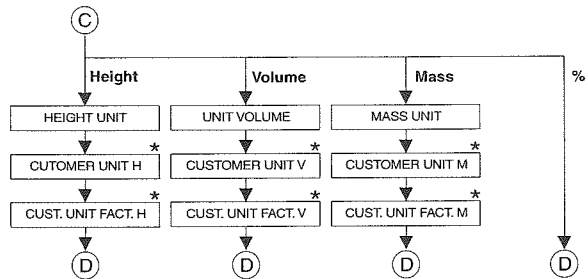 C
Height Volume Mass %
HEIGHT UNIT UNIT VOLUME MASS UNIT
* * *
CUTOMER UNIT H CUSTOMER UNIT V CUSTOMER UNIT M
* * *
CUST. UNIT FACT. H CUST. UNIT FACT. V CUST. UNIT FACT. M
D D D D